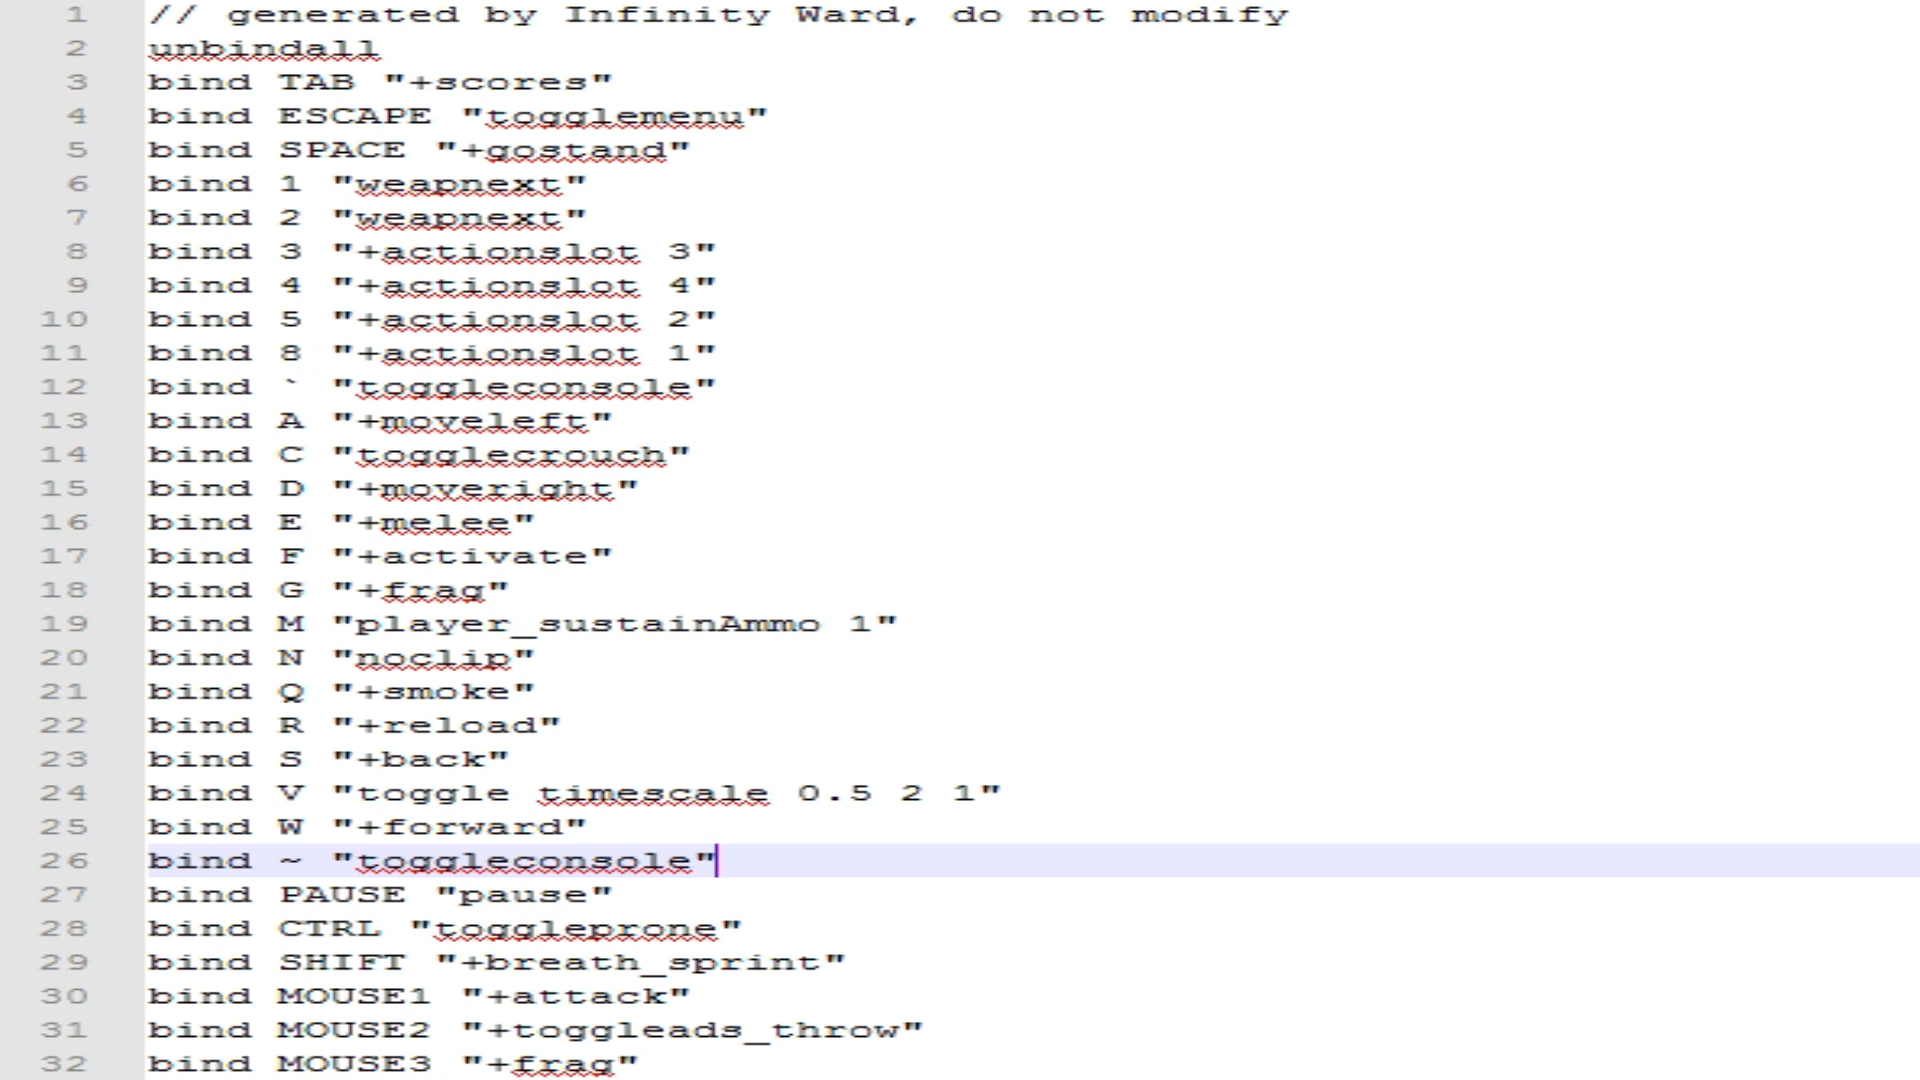 1 // generated by Infinity Ward, do not modify
2 unbindall
3 bind TAB "+scores"
4 bind ESCAPE "togglemenu"
5 bind SPACE "+gostand"
6 bind 1 "weapnext"
7 bind 2 "weapnext"
8 bind 3 "+actionslot 3"
9 bind 4 "+actionslot 4"
10 bind 5 "+actionslot 2"
11 bind 8 "+actionslot 1"
12 bind ` "toggleconsole"
13 bind A "+moveleft"
14 bind C "togglecrouch"
15 bind D "+moveright"
16 bind E "+melee"
17 bind F "+activate"
18 bind G "+frag"
19 bind M "player_sustainAmmo 1"
20 bind N "noclip"
21 bind Q "+smoke"
22 bind R "+reload"
23 bind S "+back"
24 bind V "toggle timescale 0.5 2 1"
25 bind W "+forward"
26 bind ~ "toggleconsole"
27 bind PAUSE "pause"
28 bind CTRL "toggleprone"
29 bind SHIFT "+breath_sprint"
30 bind MOUSE1 "+attack"
31 bind MOUSE2 "+toggleads_throw"
32 bind MOUSE3 "+frag"